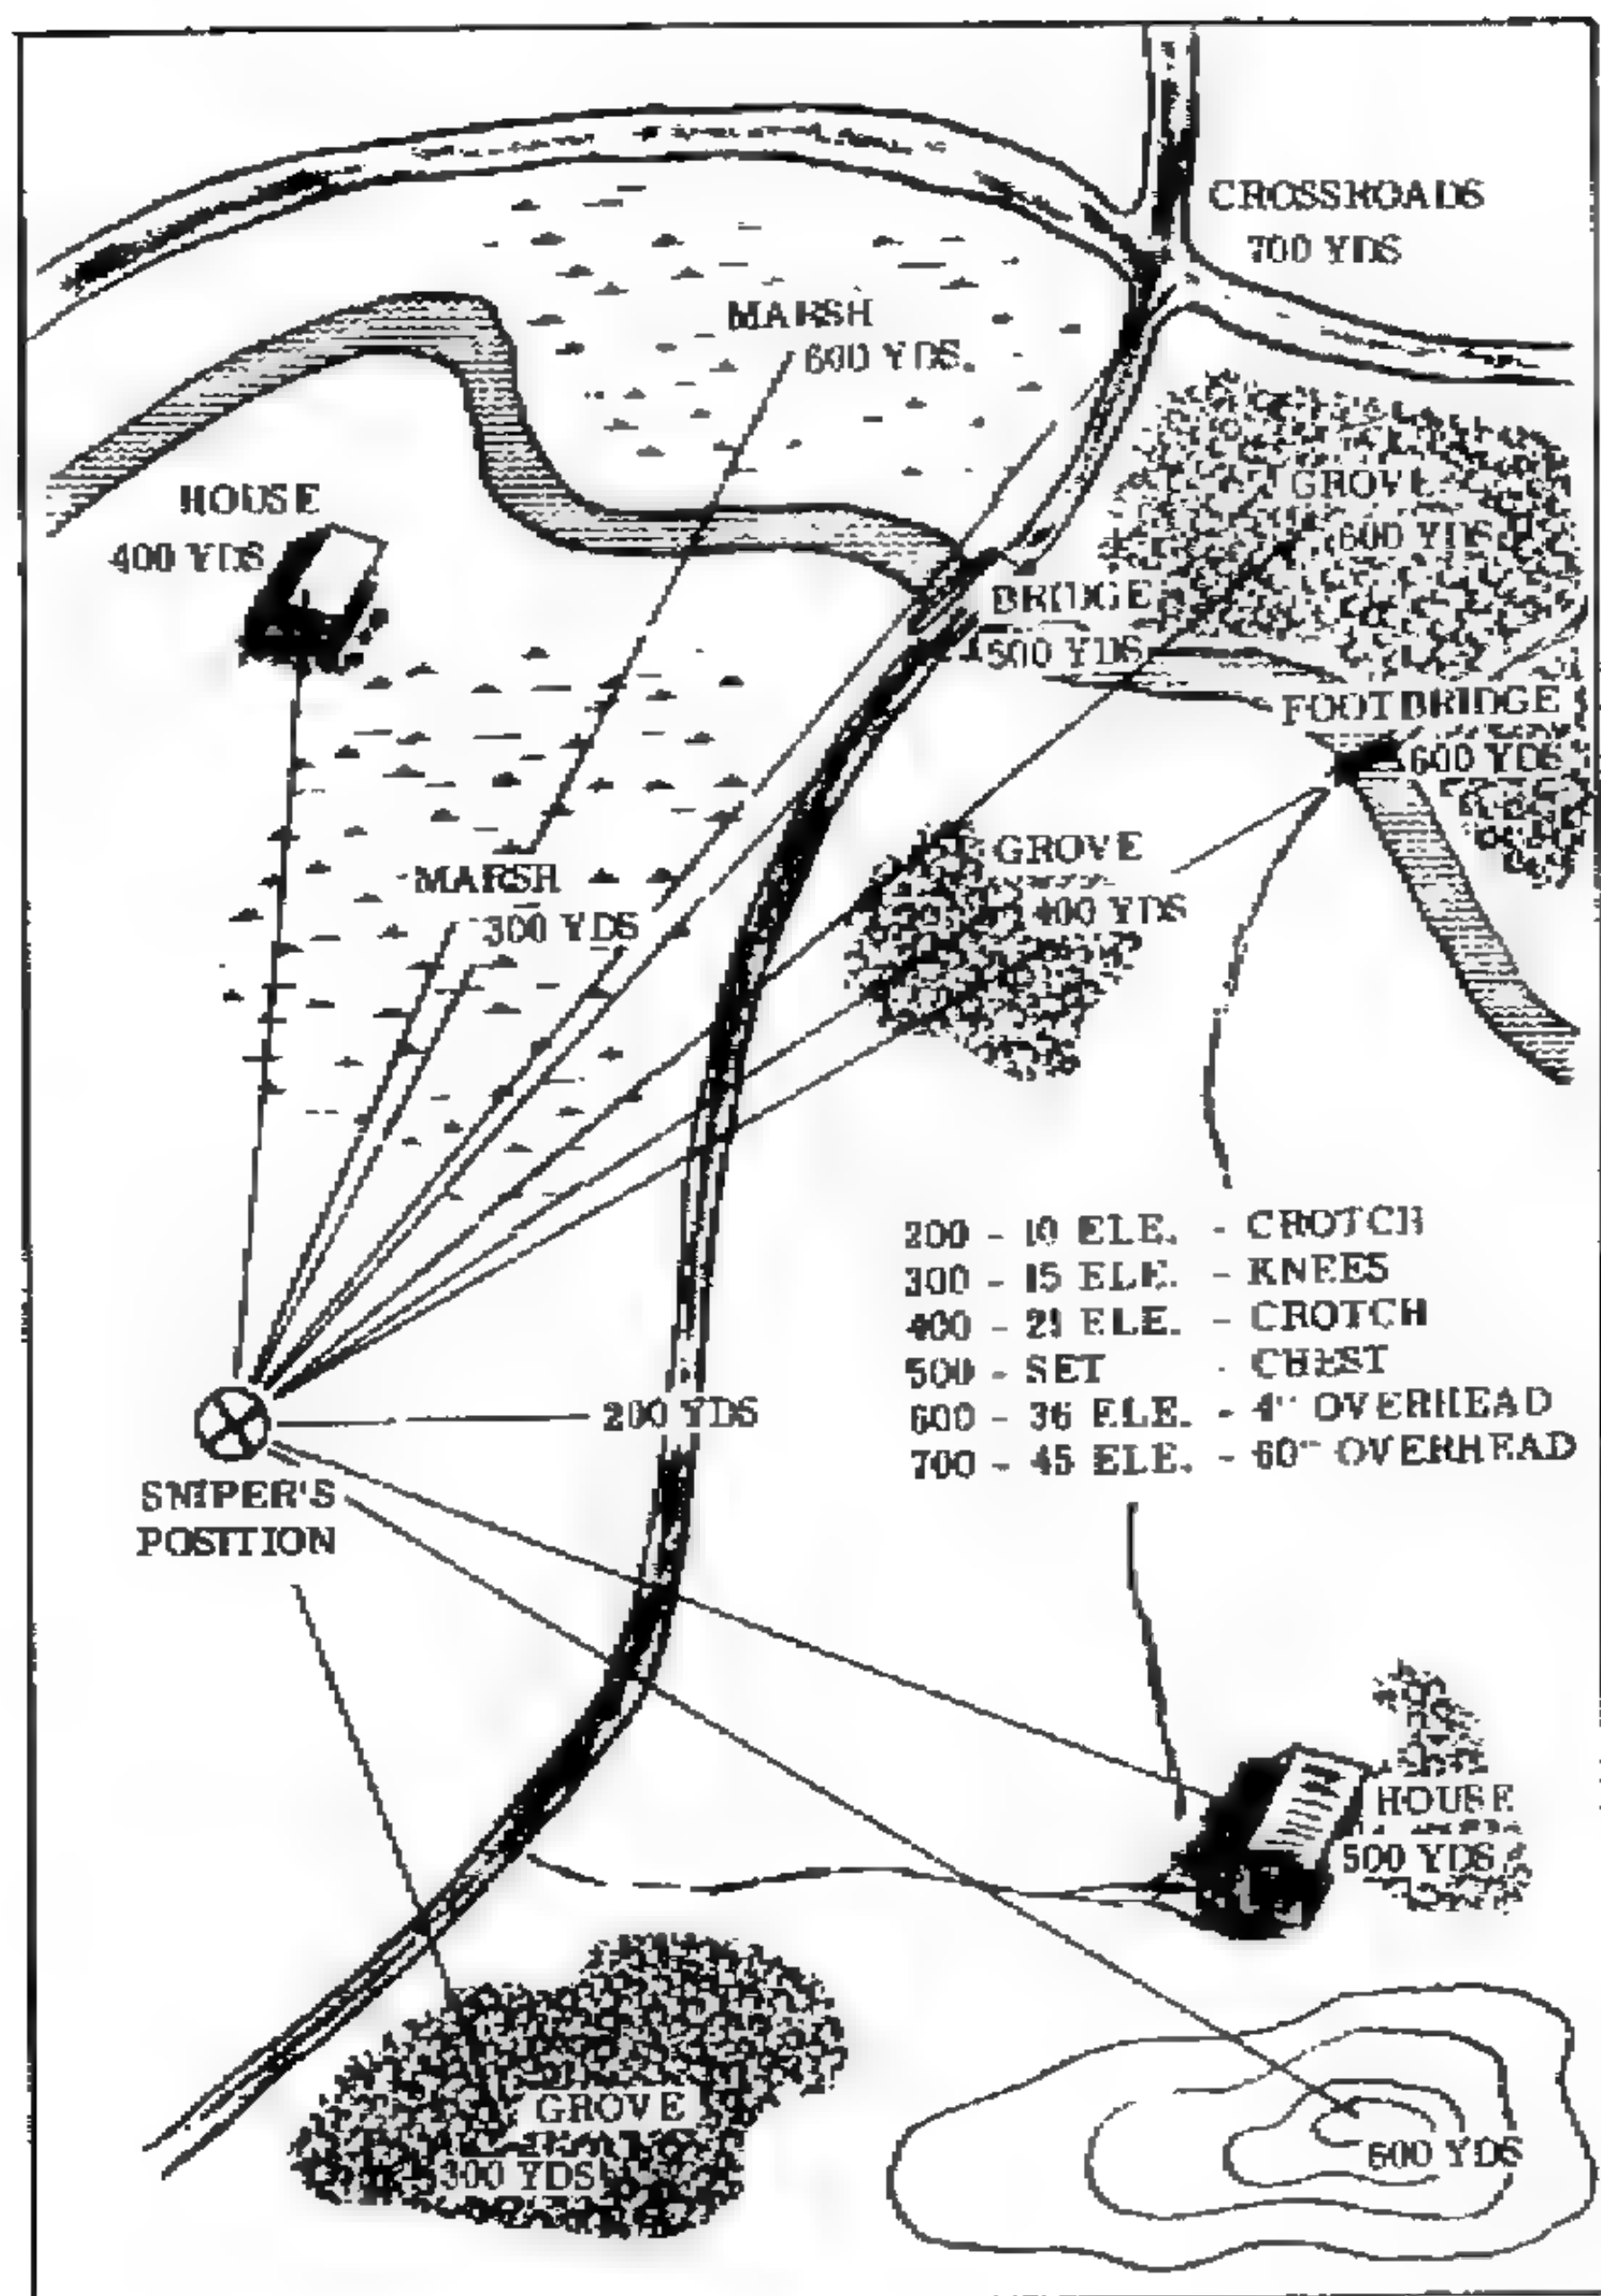 CROSSROADS
700 YDS
MARSH
600 YDS.
HOUSE
400 YDS
GROVE
600 YDS
BRIDGE
500 YDS
FOOTBRIDGE
600 YDS
GROVE
400 YDS
MARSH
300 YDS
200 - 10 ELE. - CROTCH
300 - 15 ELE. - KNEES
400 - 21 ELE. - CROTCH
500 - SET - CHEST
600 - 36 ELE. - 4" OVERHEAD
700 - 45 ELE. - 60" OVERHEAD
200 YDS
SNIPER'S
POSITION
HOUSE
500 YDS
GROVE
300 YDS
600 YDS